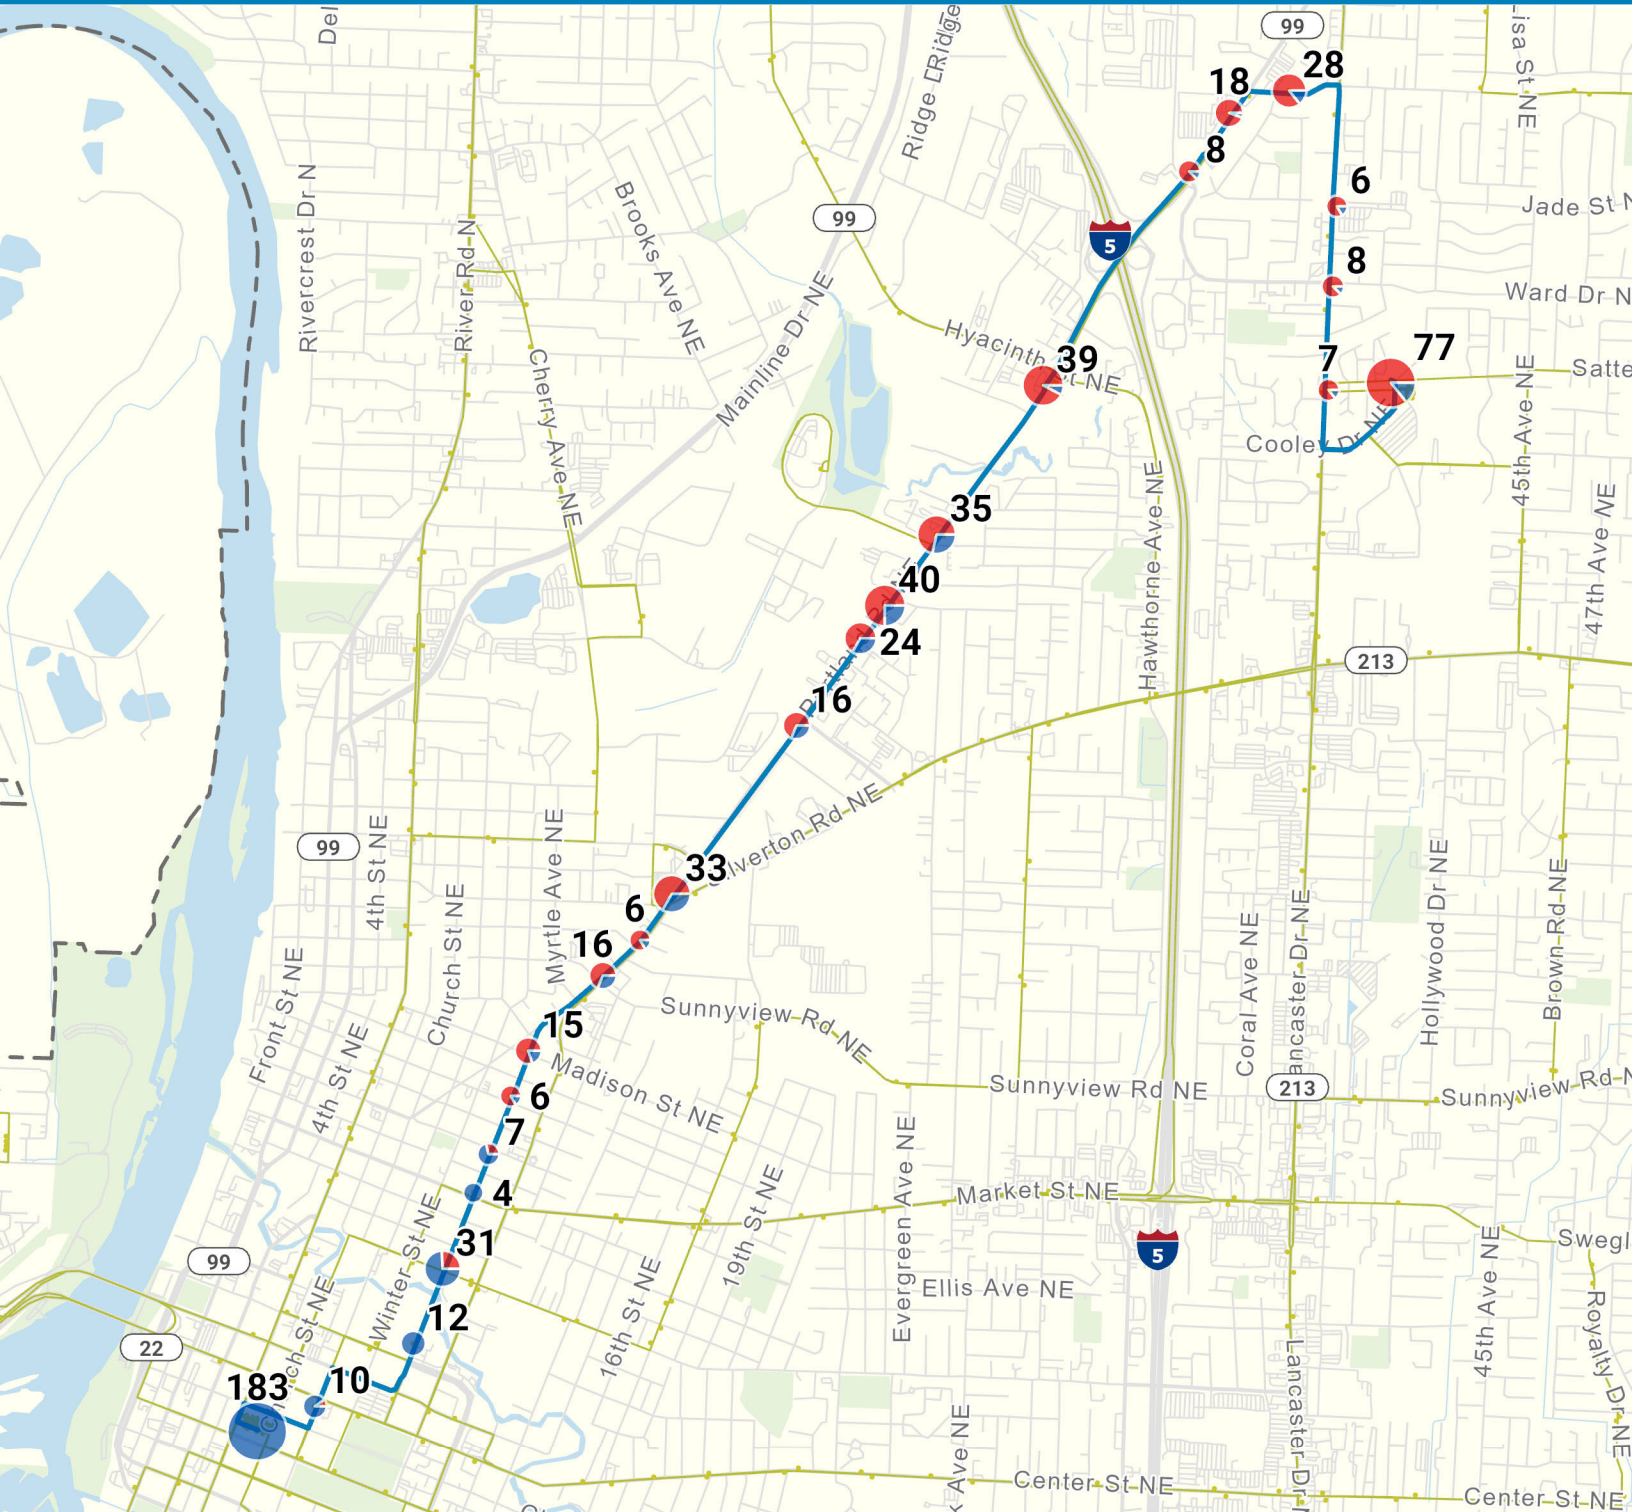 99
28
18
8
6
Jade St N
Rivercrest Dr N
River Rd N
Brooks Ave NE
99
5
8
Ward Dr N
Mainline Dr NE
Hyacinth St NE
39
7
77
Satte
Cherry Ave NE
Cooley Dr NE
45th Ave NE
Hawthorne Ave NE
47th Ave NE
35
40
24
213
16
Silverton Rd NE
99
4th St NE
Myrtle Ave NE
33
6
16
Church St NE
Front St NE
4th St NE
Sunnyview Rd NE
15
Madison St NE
6
7
Coral Ave NE
Lancaster Dr NE
Hollywood Dr NE
Brown Rd NE
Sunnyview Rd NE
213
Sunnyview Rd N
4
Market St NE
Evergreen Ave NE
19th St NE
31
99
Winter St NE
5
Swegl
Ellis Ave NE
16th St NE
12
22
Church St NE
10
183
45th Ave NE
Royalty Dr NE
Lancaster Dr N
k Ave NE
Center St NE
Center St NE